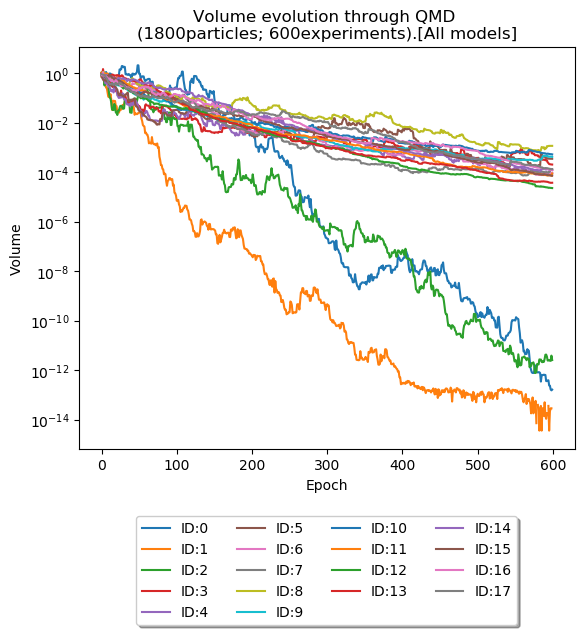 Volume evolution through QMD
(1800particles; 600experiments).[All models]
Volume
10^0
10^-2
10^-4
10^-6
10^-8
10^-10
10^-12
10^-14
0 100 200 300 400 500 600
Epoch
ID:0 ID:5 ID:10 ID:14
ID:1 ID:6 ID:11 ID:15
ID:2 ID:7 ID:12 ID:16
ID:3 ID:8 ID:13 ID:17
ID:4 ID:9